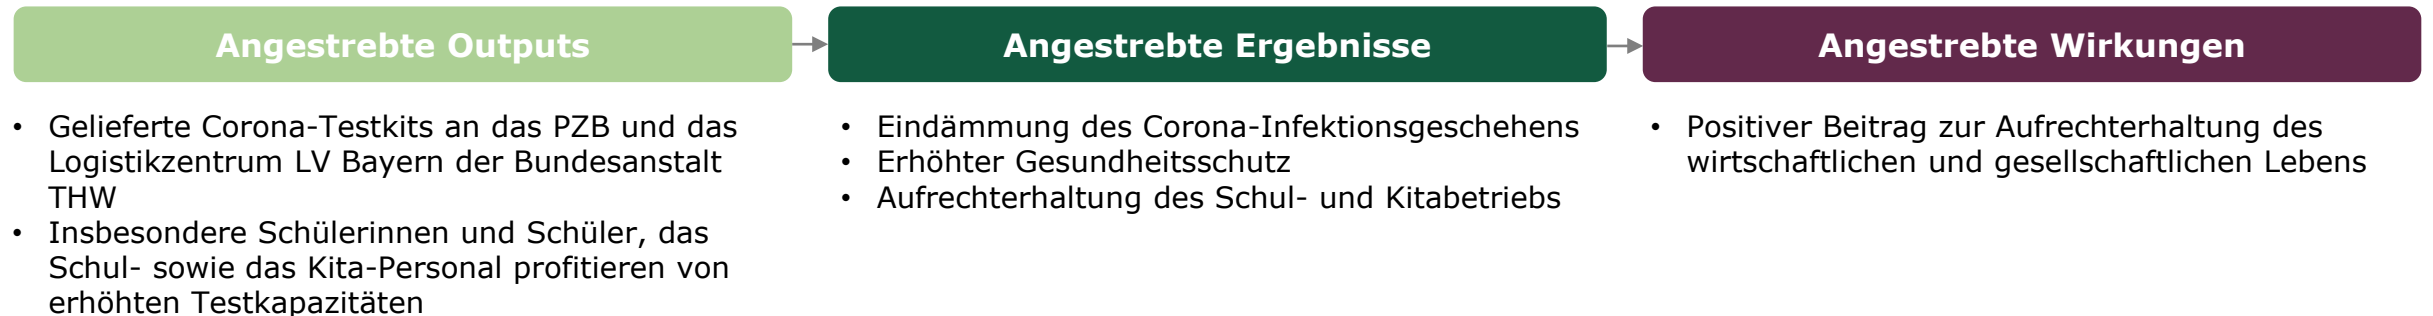 Angestrebte Outputs
• Gelieferte Corona-Testkits an das PZB und das
Logistikzentrum LV Bayern der Bundesanstalt
THW
• Insbesondere Schülerinnen und Schüler, das
Schul- sowie das Kita-Personal profitieren von
erhöhten Testkapazitäten
Angestrebte Ergebnisse
• Eindämmung des Corona-Infektionsgeschehens
• Erhöhter Gesundheitsschutz
• Aufrechterhaltung des Schul- und Kitabetriebs
Angestrebte Wirkungen
• Positiver Beitrag zur Aufrechterhaltung des
wirtschaftlichen und gesellschaftlichen Lebens